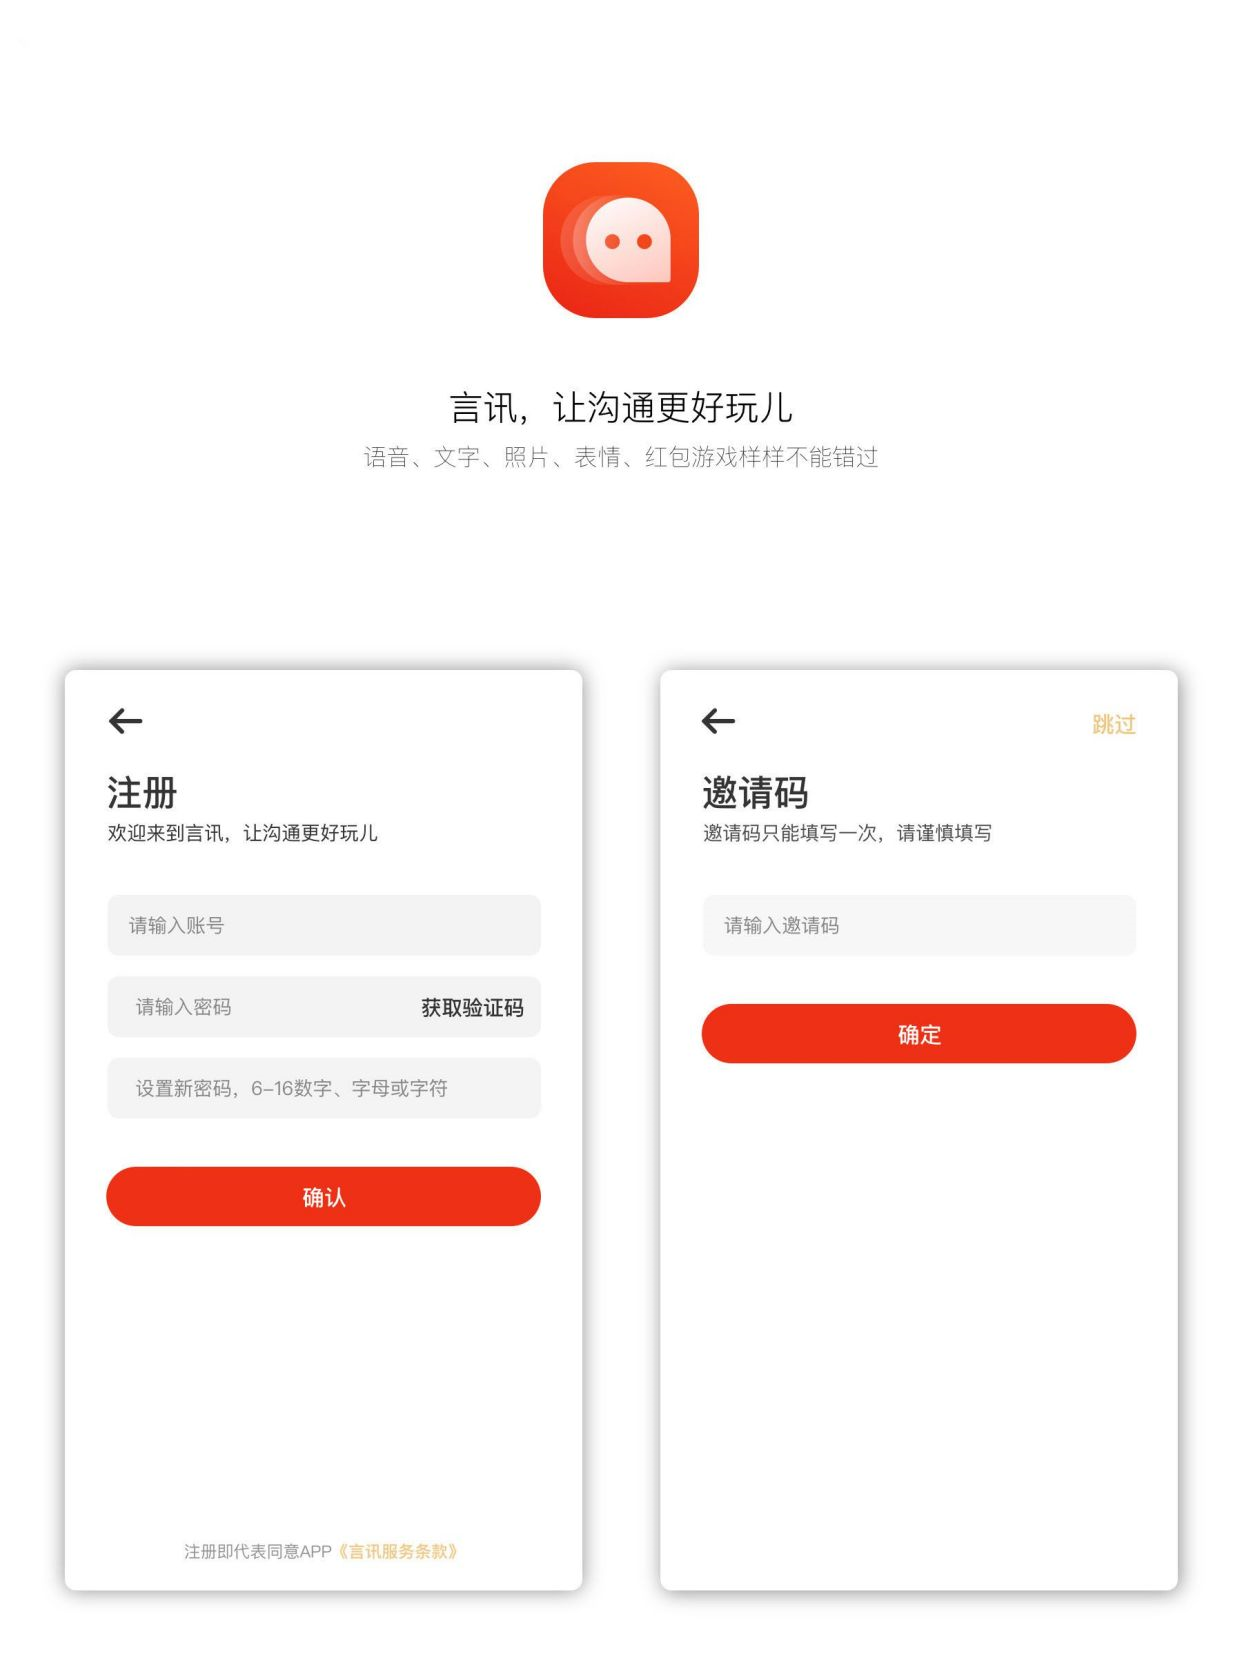 言讯，让沟通更好玩儿
语音、文字、照片、表情、红包游戏样样不能错过
注册
欢迎来到言讯，让沟通更好玩儿
请输入账号
请输入密码
获取验证码
设置新密码，6-16数字、字母或字符
确认
注册即代表同意APP《言讯服务条款》
跳过
邀请码
邀请码只能填写一次，请谨慎填写
请输入邀请码
确定